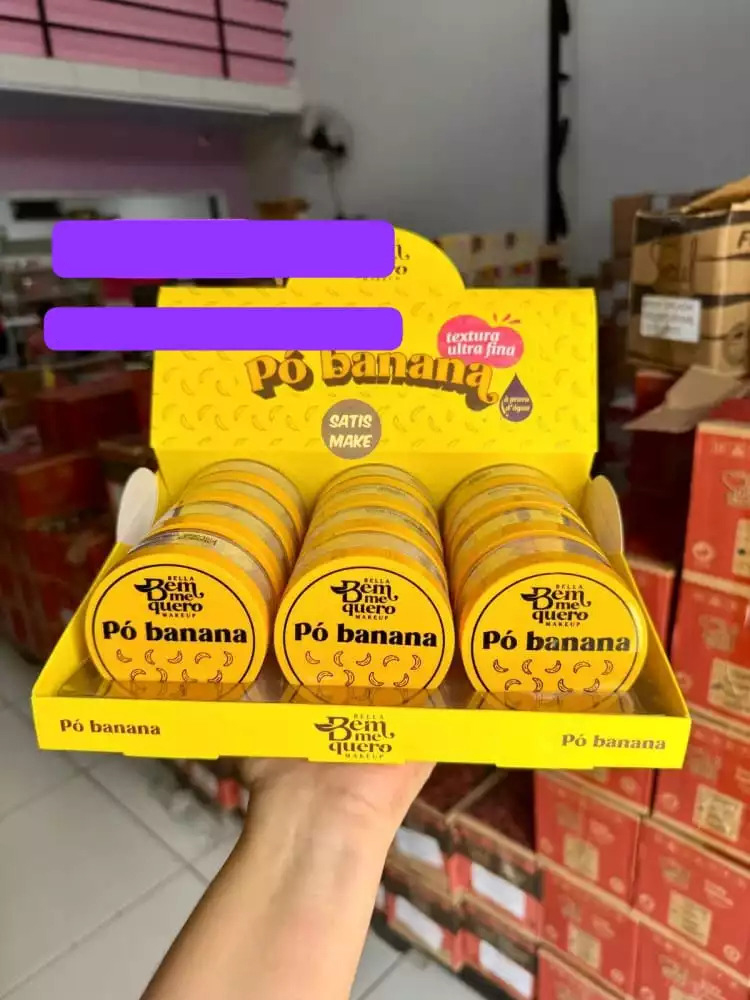 textura
ultra fina
Pó banana
à prova
d'água
SATIS
MAKE
BELLA
Bem
me
quero
MAKEUP
Pó banana
BELLA
Bem
me
quero
MAKEUP
Pó banana
BELLA
Bem
me
quero
MAKEUP
Pó banana
Pó banana
BELLA
Bem
me
quero
MAKEUP
Pó banana